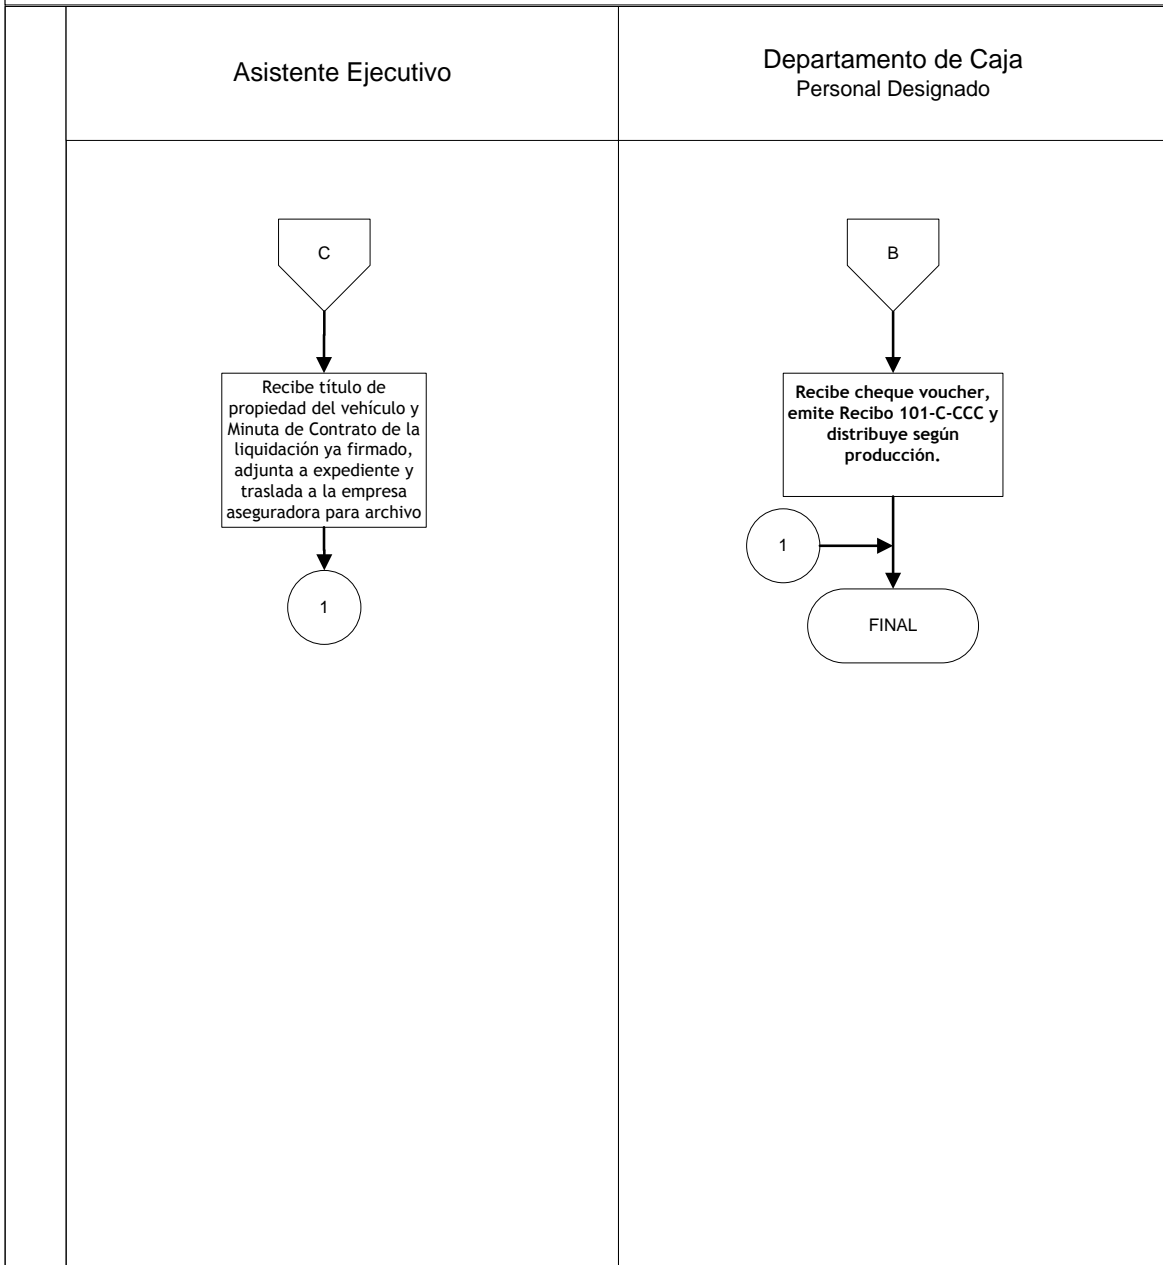 Asistente Ejecutivo
Departamento de Caja
Personal Designado
C
Recibe título de
propiedad del vehículo y
Minuta de Contrato de la
liquidación ya firmado,
adjunta a expediente y
traslada a la empresa
aseguradora para archivo
1
B
Recibe cheque voucher,
emite Recibo 101-C-CCC y
distribuye según
producción.
1
FINAL